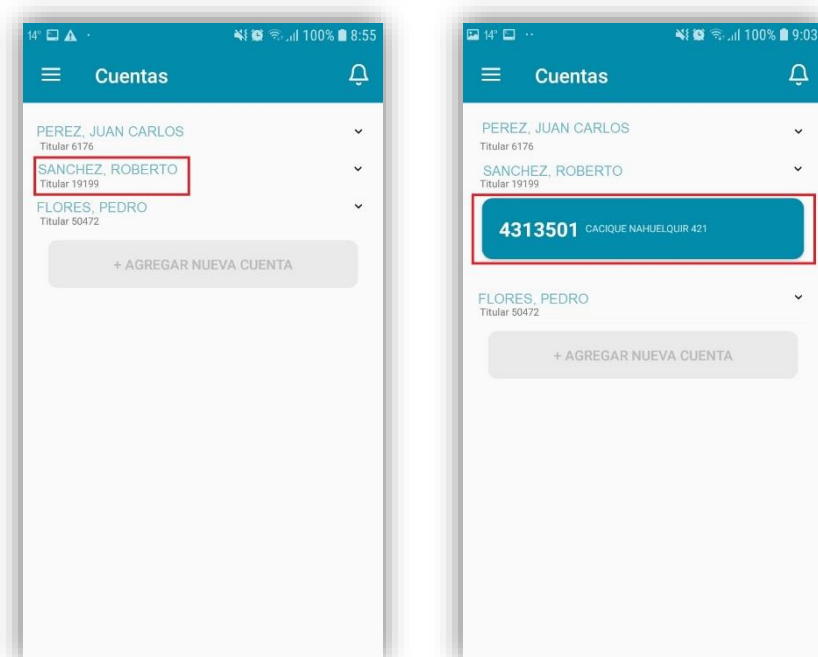 14° 100% 8:55
Cuentas
PEREZ, JUAN CARLOS
Titular 6176
SANCHEZ, ROBERTO
Titular 19199
FLORES, PEDRO
Titular 50472
+ AGREGAR NUEVA CUENTA
14° 100% 9:03
Cuentas
PEREZ, JUAN CARLOS
Titular 6176
SANCHEZ, ROBERTO
Titular 19199
4313501 CACIQUE NAHUELQUIR 421
FLORES, PEDRO
Titular 50472
+ AGREGAR NUEVA CUENTA